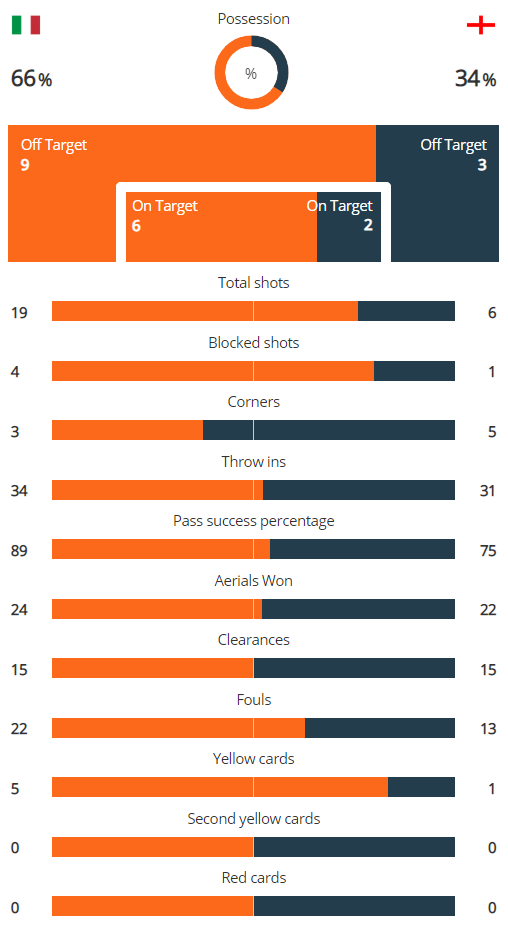 Possession
66%
%
34%
Off Target
9
Off Target
3
On Target
6
On Target
2
Total shots
19
6
Blocked shots
4
1
Corners
3
5
Throw ins
34
31
Pass success percentage
89
75
Aerials Won
24
22
Clearances
15
15
Fouls
22
13
Yellow cards
5
1
Second yellow cards
0
0
Red cards
0
0